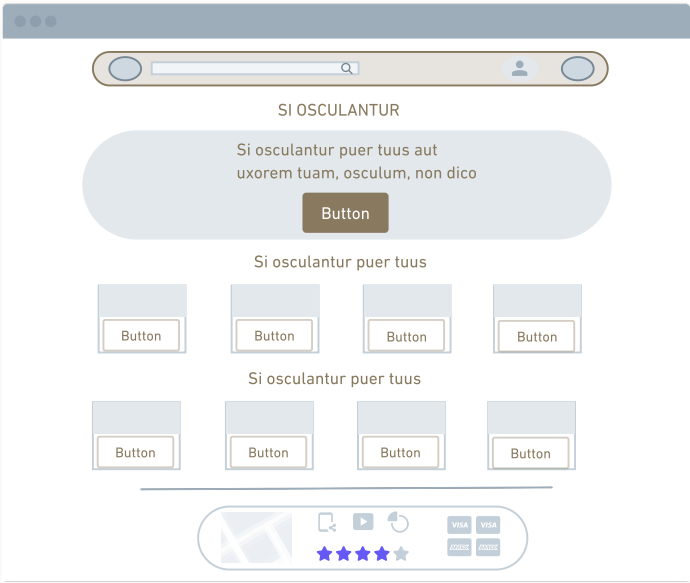 SI OSCULANTUR
Si osculantur puer tuus aut
uxorem tuam, osculum, non dico
Button
Si osculantur puer tuus
Button Button Button Button
Si osculantur puer tuus
Button Button Button Button
VISA VISA